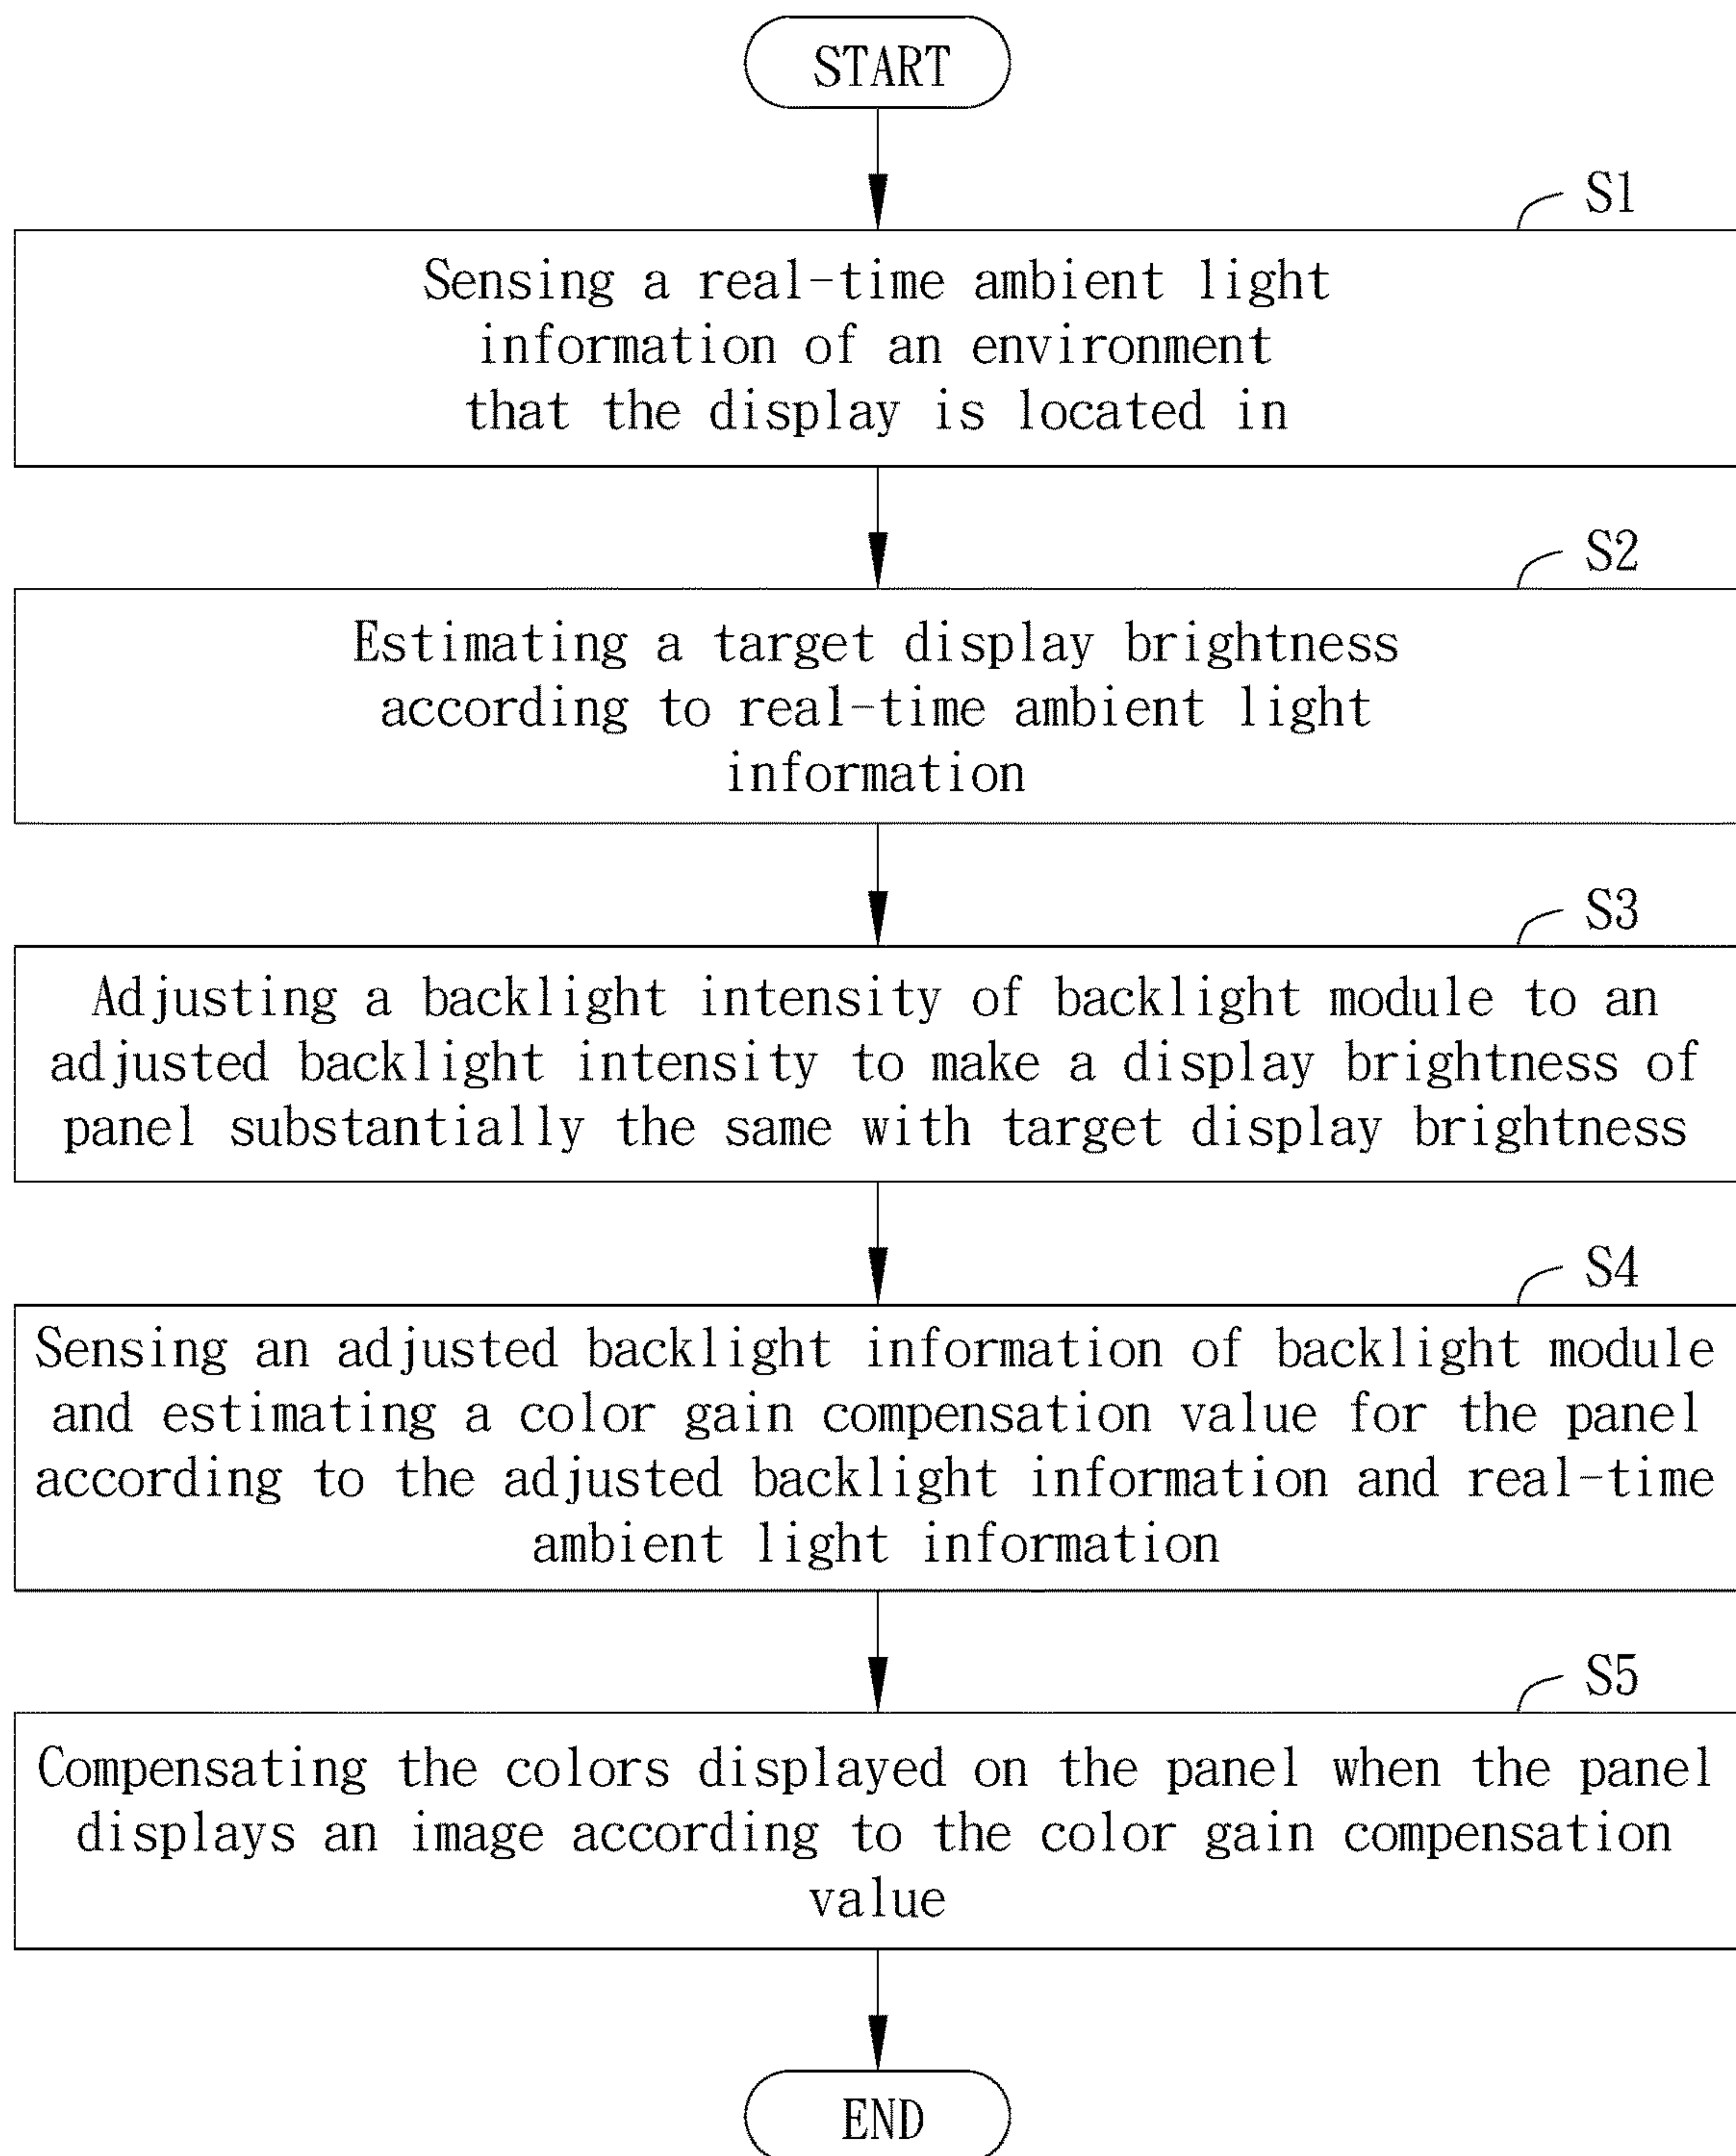 START
S1
Sensing a real-time ambient light
information of an environment
that the display is located in
S2
Estimating a target display brightness
according to real-time ambient light
information
S3
Adjusting a backlight intensity of backlight module to an
adjusted backlight intensity to make a display brightness of
panel substantially the same with target display brightness
S4
Sensing an adjusted backlight information of backlight module
and estimating a color gain compensation value for the panel
according to the adjusted backlight information and real-time
ambient light information
S5
Compensating the colors displayed on the panel when the panel
displays an image according to the color gain compensation
value
END